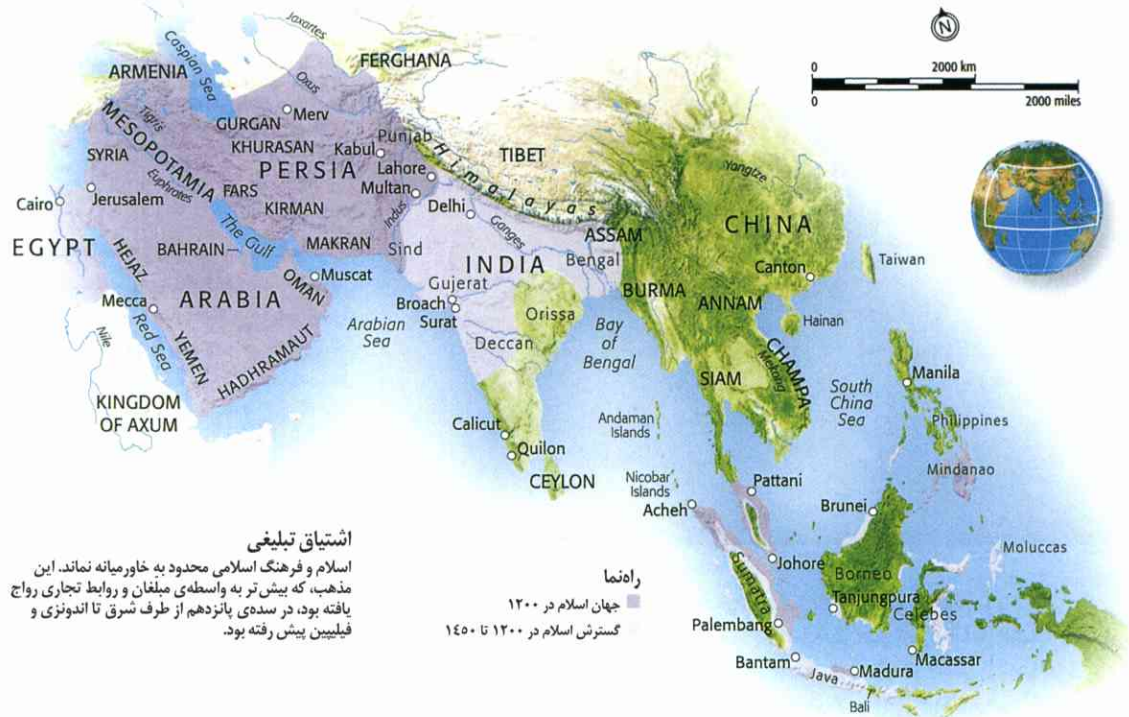 N
0 2000 km
0 2000 miles
Jaxartes
Caspian Sea
FERGHANA
ARMENIA
Oxus
Merv
Tigris
GURGAN
MESOPOTAMIA
KHURASAN
Punjab
Kabul
Himalayas
TIBET
Yangtze
SYRIA
PERSIA
Lahore
Euphrates
FARS
Multan
Jerusalem
Cairo
KIRMAN
Indus
Delhi
Ganges
CHINA
The Gulf
EGYPT
HEJAZ
BAHRAIN
MAKRAN
Sind
ASSAM
INDIA
Bengal
Canton
Taiwan
OMAN
Muscat
Gujerat
BURMA
ANNAM
Mecca
ARABIA
Broach
Surat
Orissa
Hainan
Nile
Red Sea
YEMEN
HADHRAMAUT
Arabian
Sea
Deccan
Bay
of
Bengal
SIAM
Mekong
CHAMPA
South
China
Sea
Manila
KINGDOM
OF AXUM
Calicut
Andaman
Islands
Philippines
Quilon
Mindanao
CEYLON
Nicobar
Islands
Pattani
Acheh
Brunei
Moluccas
Johore
Sumatra
Borneo
Tanjungpura
Celebes
Palembang
Bantam
Java
Madura
Macassar
Bali
اشتیاق تبلیغی
اسلام و فرهنگ اسلامی محدود به خاورمیانه نماند. این
مذهب، که بیش‌تر به واسطه‌ی مبلغان و روابط تجاری رواج
یافته بود، در سده‌ی پانزدهم از طرف شرق تا اندونزی و
فیلیپین پیش رفته بود.
راه‌نما
جهان اسلام در ۱۲۰۰
گسترش اسلام در ۱۲۰۰ تا ۱٤٥۰